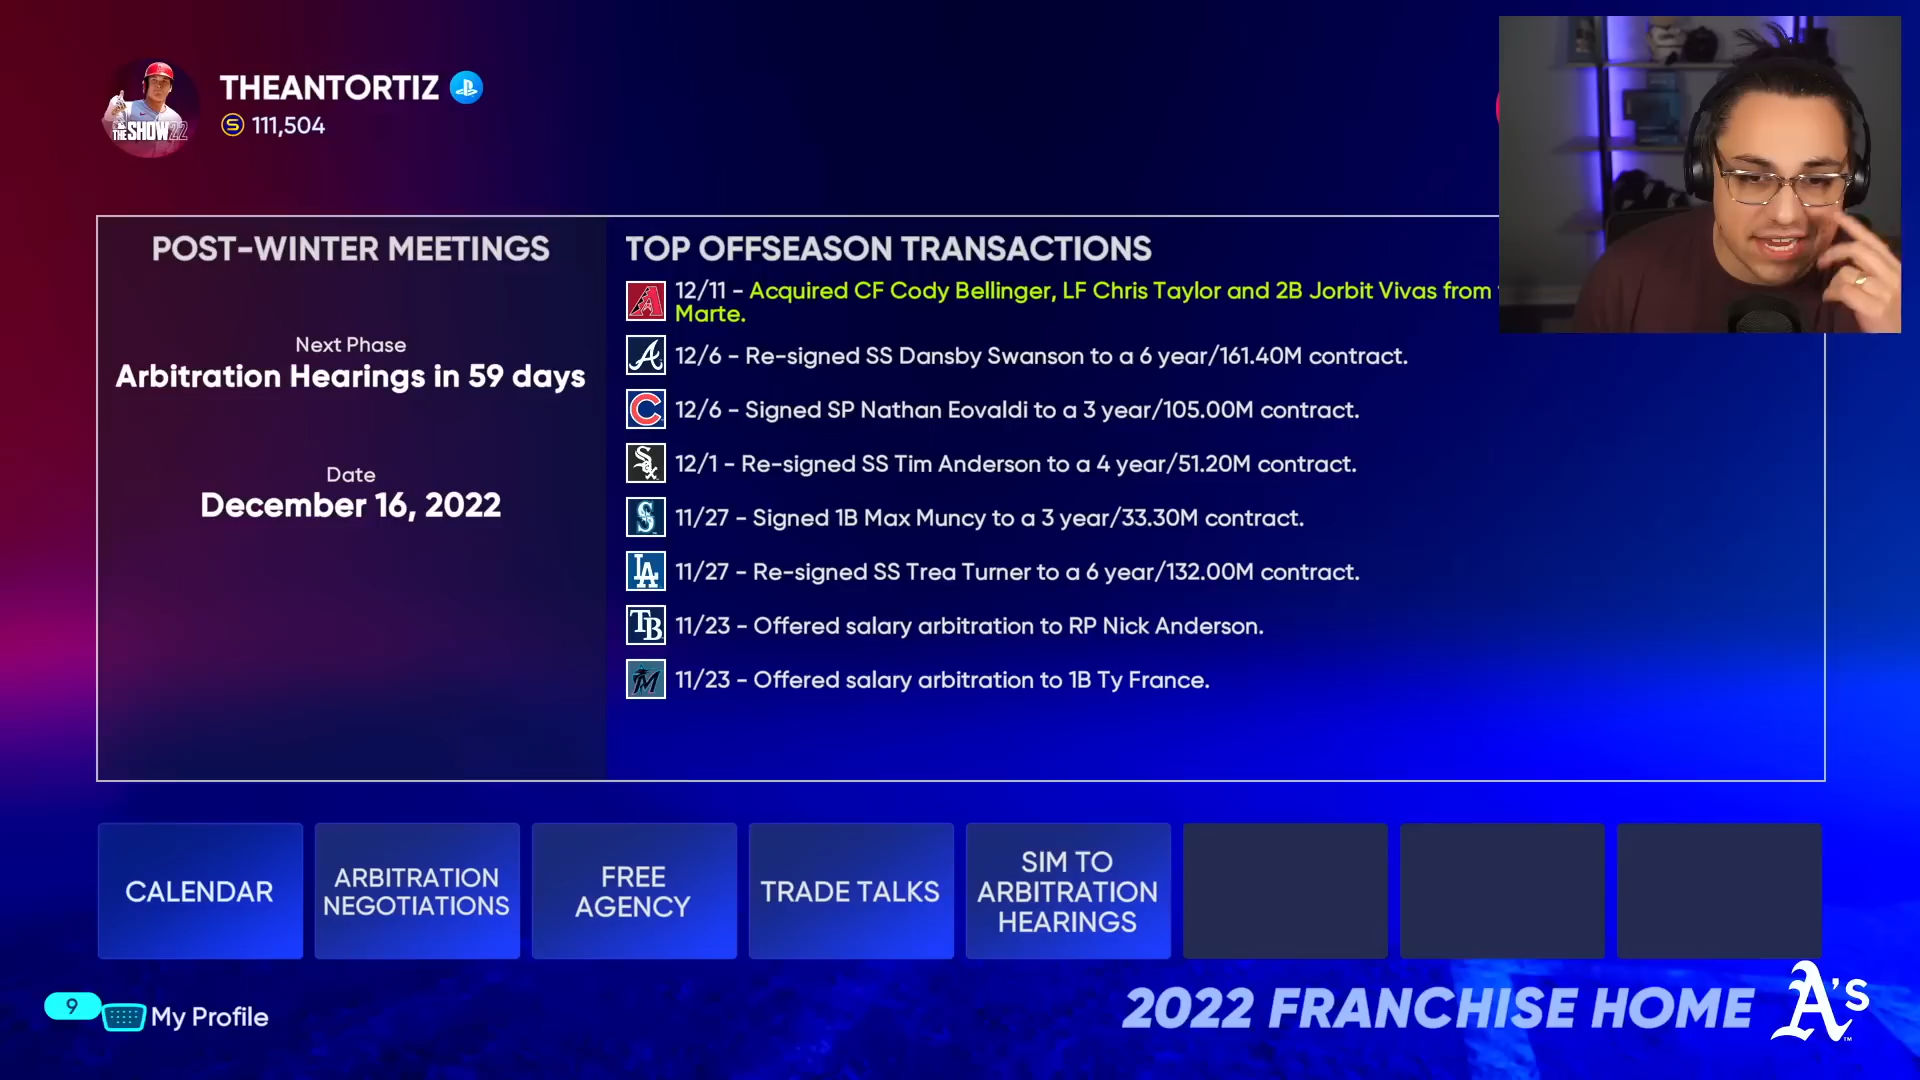 THEANTORTIZ
111,504
THE SHOW 22
POST-WINTER MEETINGS
Next Phase
Arbitration Hearings in 59 days
Date
December 16, 2022
TOP OFFSEASON TRANSACTIONS
12/11 - Acquired CF Cody Bellinger, LF Chris Taylor and 2B Jorbit Vivas from
Marte.
12/6 - Re-signed SS Dansby Swanson to a 6 year/161.40M contract.
12/6 - Signed SP Nathan Eovaldi to a 3 year/105.00M contract.
12/1 - Re-signed SS Tim Anderson to a 4 year/51.20M contract.
11/27 - Signed 1B Max Muncy to a 3 year/33.30M contract.
11/27 - Re-signed SS Trea Turner to a 6 year/132.00M contract.
11/23 - Offered salary arbitration to RP Nick Anderson.
11/23 - Offered salary arbitration to 1B Ty France.
CALENDAR
ARBITRATION
NEGOTIATIONS
FREE
AGENCY
TRADE TALKS
SIM TO
ARBITRATION
HEARINGS
9
My Profile
2022 FRANCHISE HOME
A's